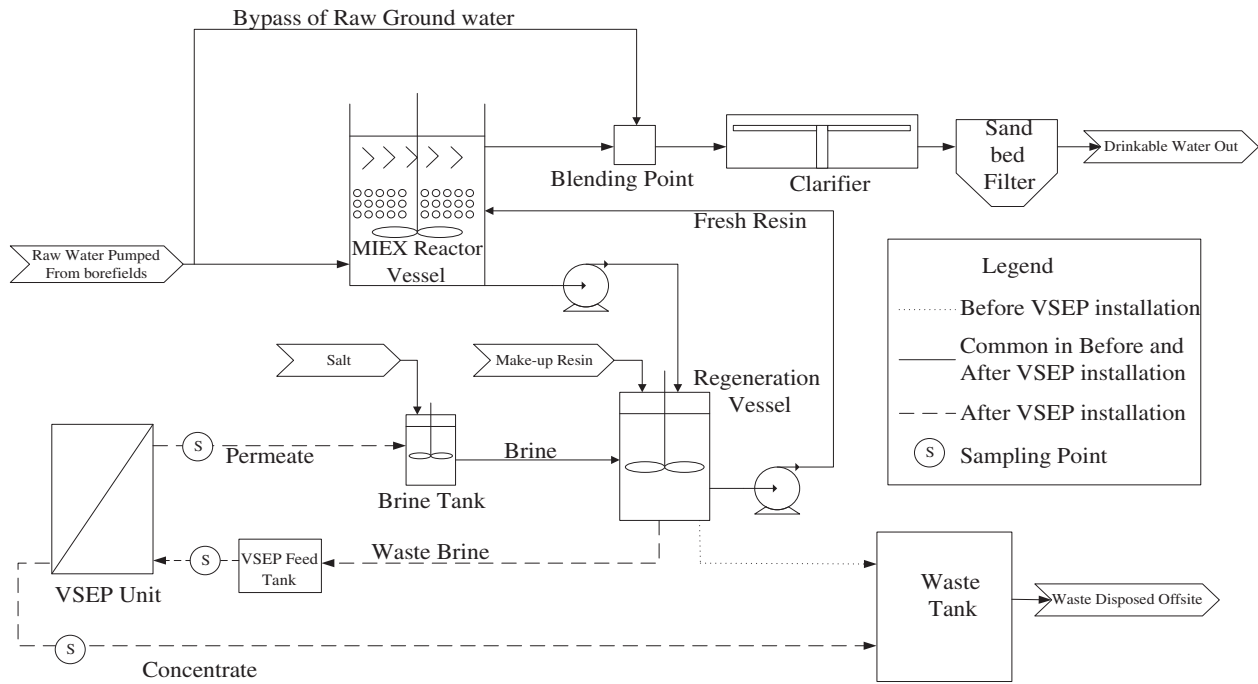 Bypass of Raw Ground water
Sand
bed
Filter
Drinkable Water Out
Blending Point
Clarifier
Fresh Resin
Raw Water Pumped
From borefields
MIEX Reactor
Vessel
Legend
Before VSEP installation
Common in Before and
After VSEP installation
After VSEP installation
S
Sampling Point
Salt
Make-up Resin
Regeneration
Vessel
S
Permeate
Brine
Brine Tank
Waste Brine
S
VSEP Feed
Tank
VSEP Unit
Waste
Tank
Waste Disposed Offsite
S
Concentrate